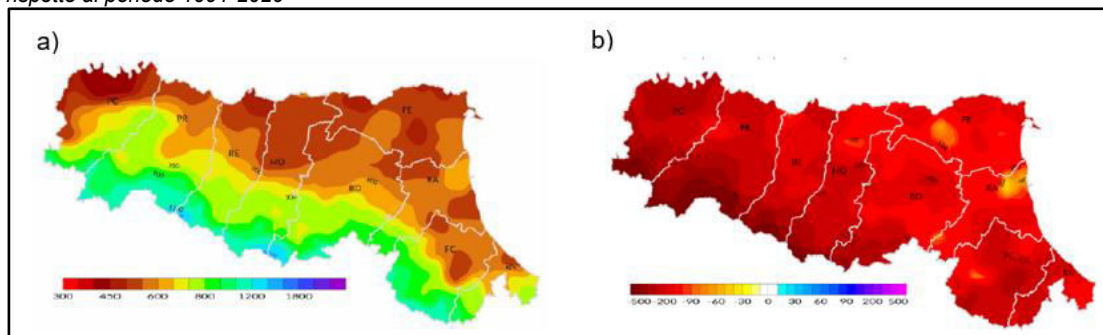 rispetto al periodo 1991-2020
a)
b)
PC
PR
RE
MO
BO
FE
RA
FC
RN
300 450 600 800 1200 1800
PC
PR
RE
MO
BO
FE
RA
FC
RN
-500 -200 -90 -60 -30 0 30 60 90 200 500